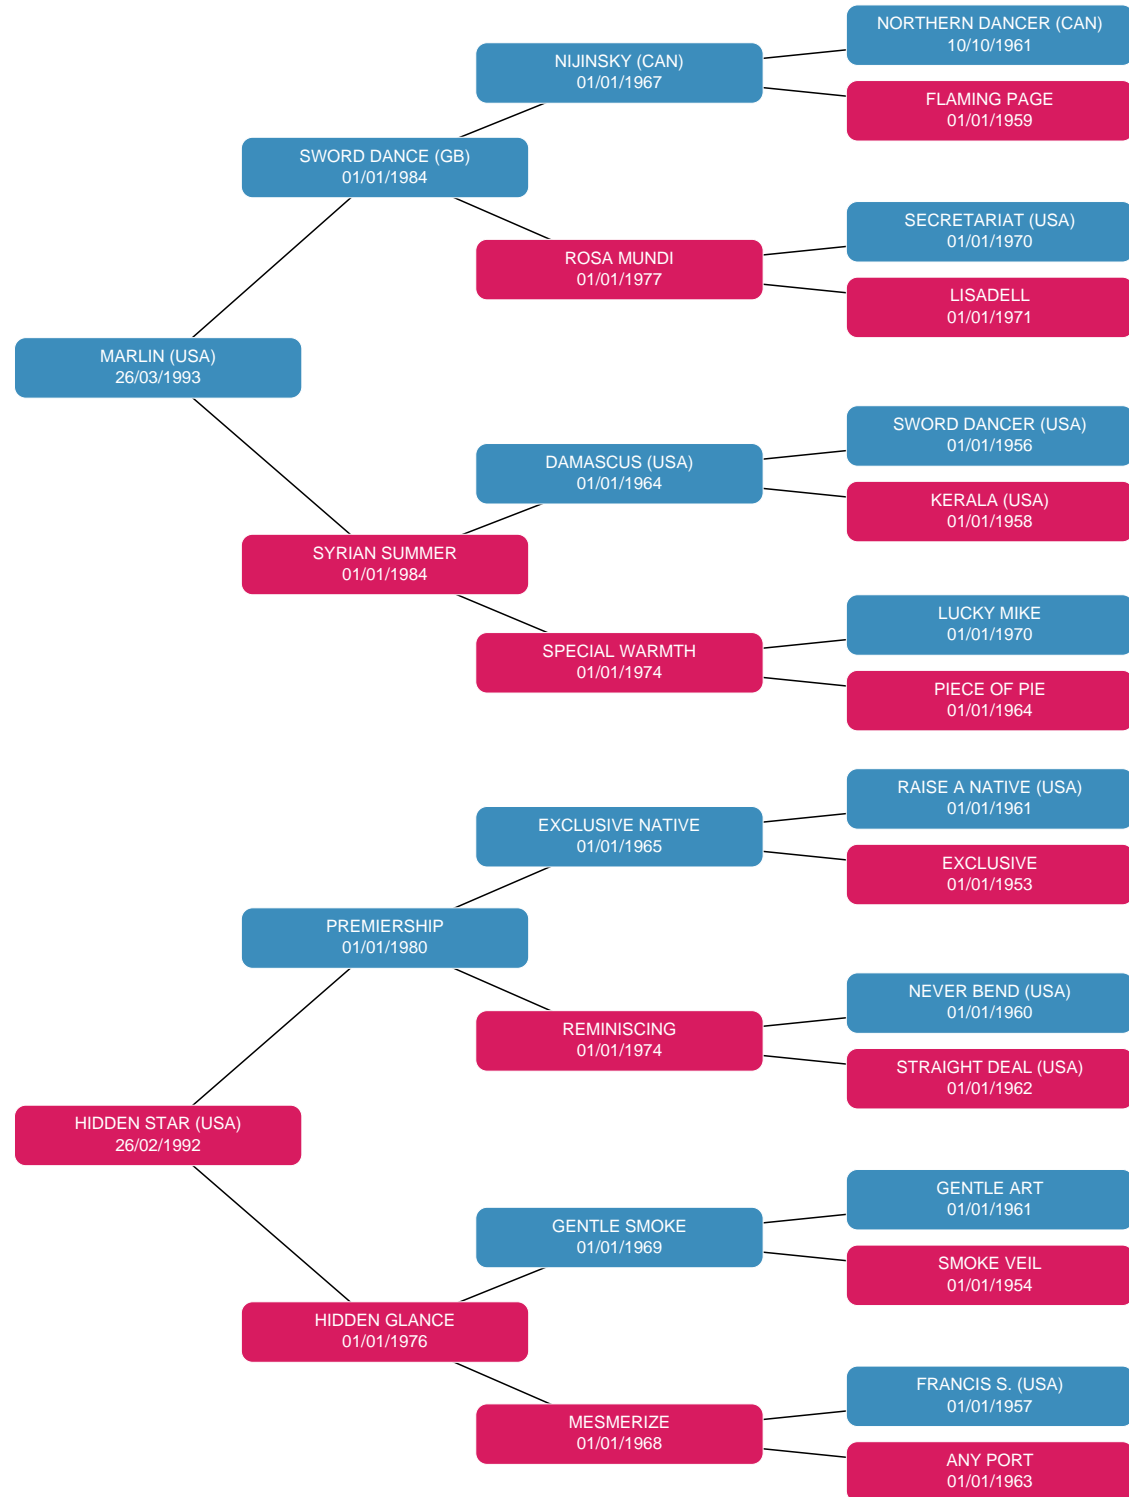 NORTHERN DANCER (CAN)
10/10/1961
NIJINSKY (CAN)
01/01/1967
FLAMING PAGE
01/01/1959
SWORD DANCE (GB)
01/01/1984
SECRETARIAT (USA)
01/01/1970
ROSA MUNDI
01/01/1977
LISADELL
01/01/1971
MARLIN (USA)
26/03/1993
SWORD DANCER (USA)
01/01/1956
DAMASCUS (USA)
01/01/1964
KERALA (USA)
01/01/1958
SYRIAN SUMMER
01/01/1984
LUCKY MIKE
01/01/1970
SPECIAL WARMTH
01/01/1974
PIECE OF PIE
01/01/1964
RAISE A NATIVE (USA)
01/01/1961
EXCLUSIVE NATIVE
01/01/1965
EXCLUSIVE
01/01/1953
PREMIERSHIP
01/01/1980
NEVER BEND (USA)
01/01/1960
REMINISCING
01/01/1974
STRAIGHT DEAL (USA)
01/01/1962
HIDDEN STAR (USA)
26/02/1992
GENTLE ART
01/01/1961
GENTLE SMOKE
01/01/1969
SMOKE VEIL
01/01/1954
HIDDEN GLANCE
01/01/1976
FRANCIS S. (USA)
01/01/1957
MESMERIZE
01/01/1968
ANY PORT
01/01/1963